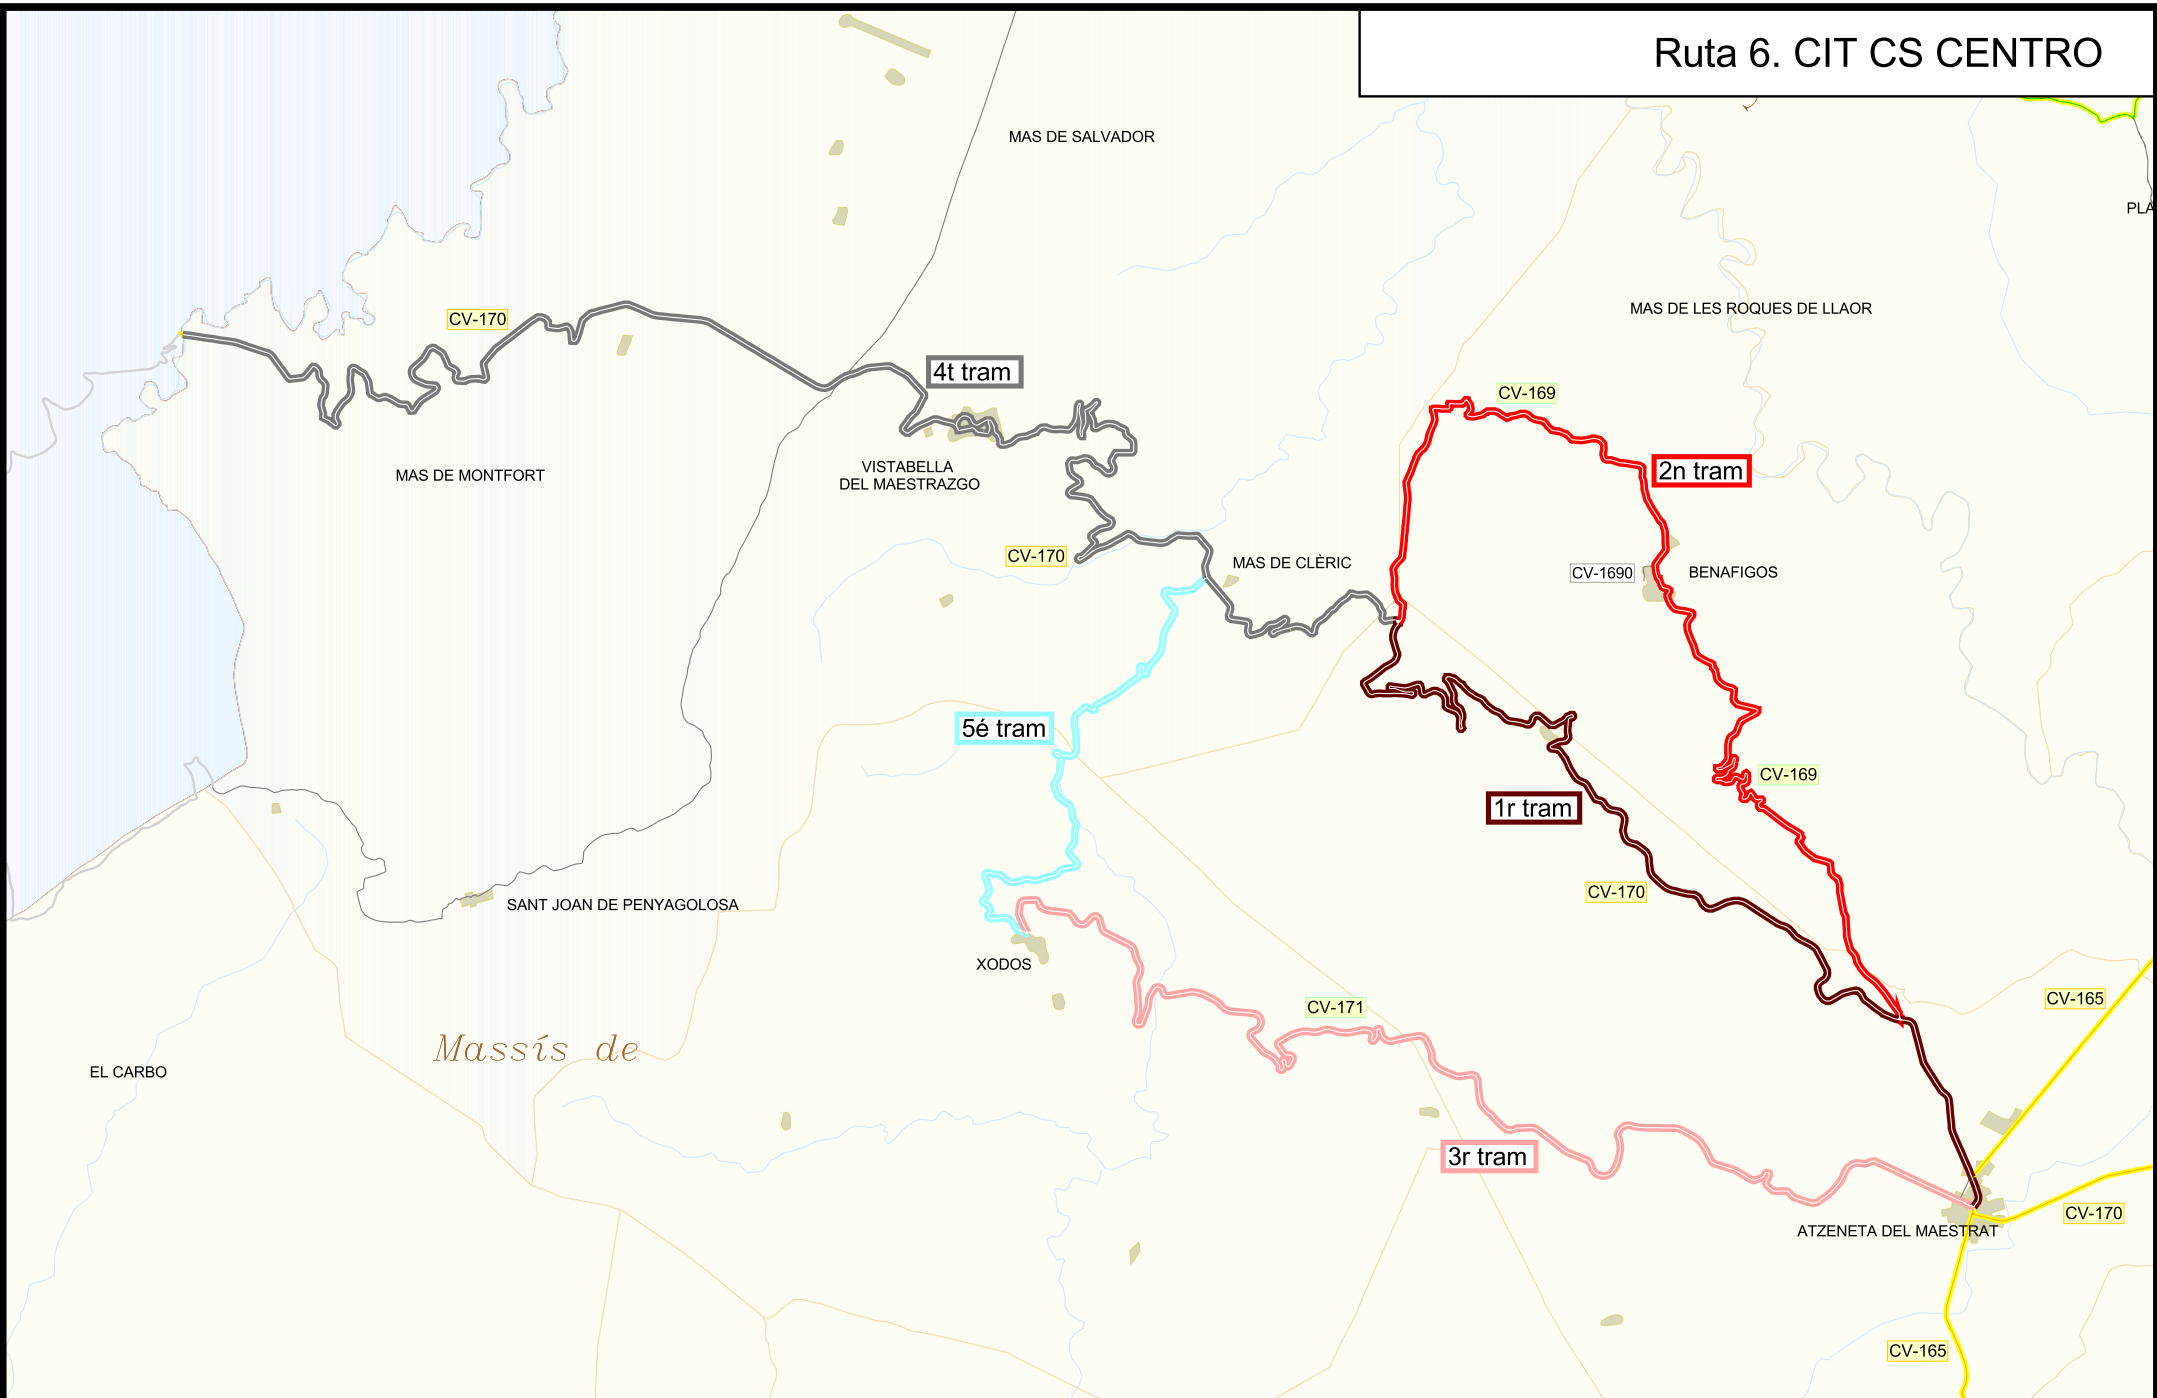 Ruta 6. CIT CS CENTRO
MAS DE SALVADOR
PLA
MAS DE LES ROQUES DE LLAOR
CV-170
4t tram
CV-169
2n tram
MAS DE MONTFORT
VISTABELLA
DEL MAESTRAZGO
CV-170
MAS DE CLÈRIC
CV-1690
BENAFIGOS
5é tram
CV-169
1r tram
CV-170
SANT JOAN DE PENYAGOLOSA
XODOS
CV-165
CV-171
Massís de
EL CARBO
3r tram
CV-170
ATZENETA DEL MAESTRAT
CV-165